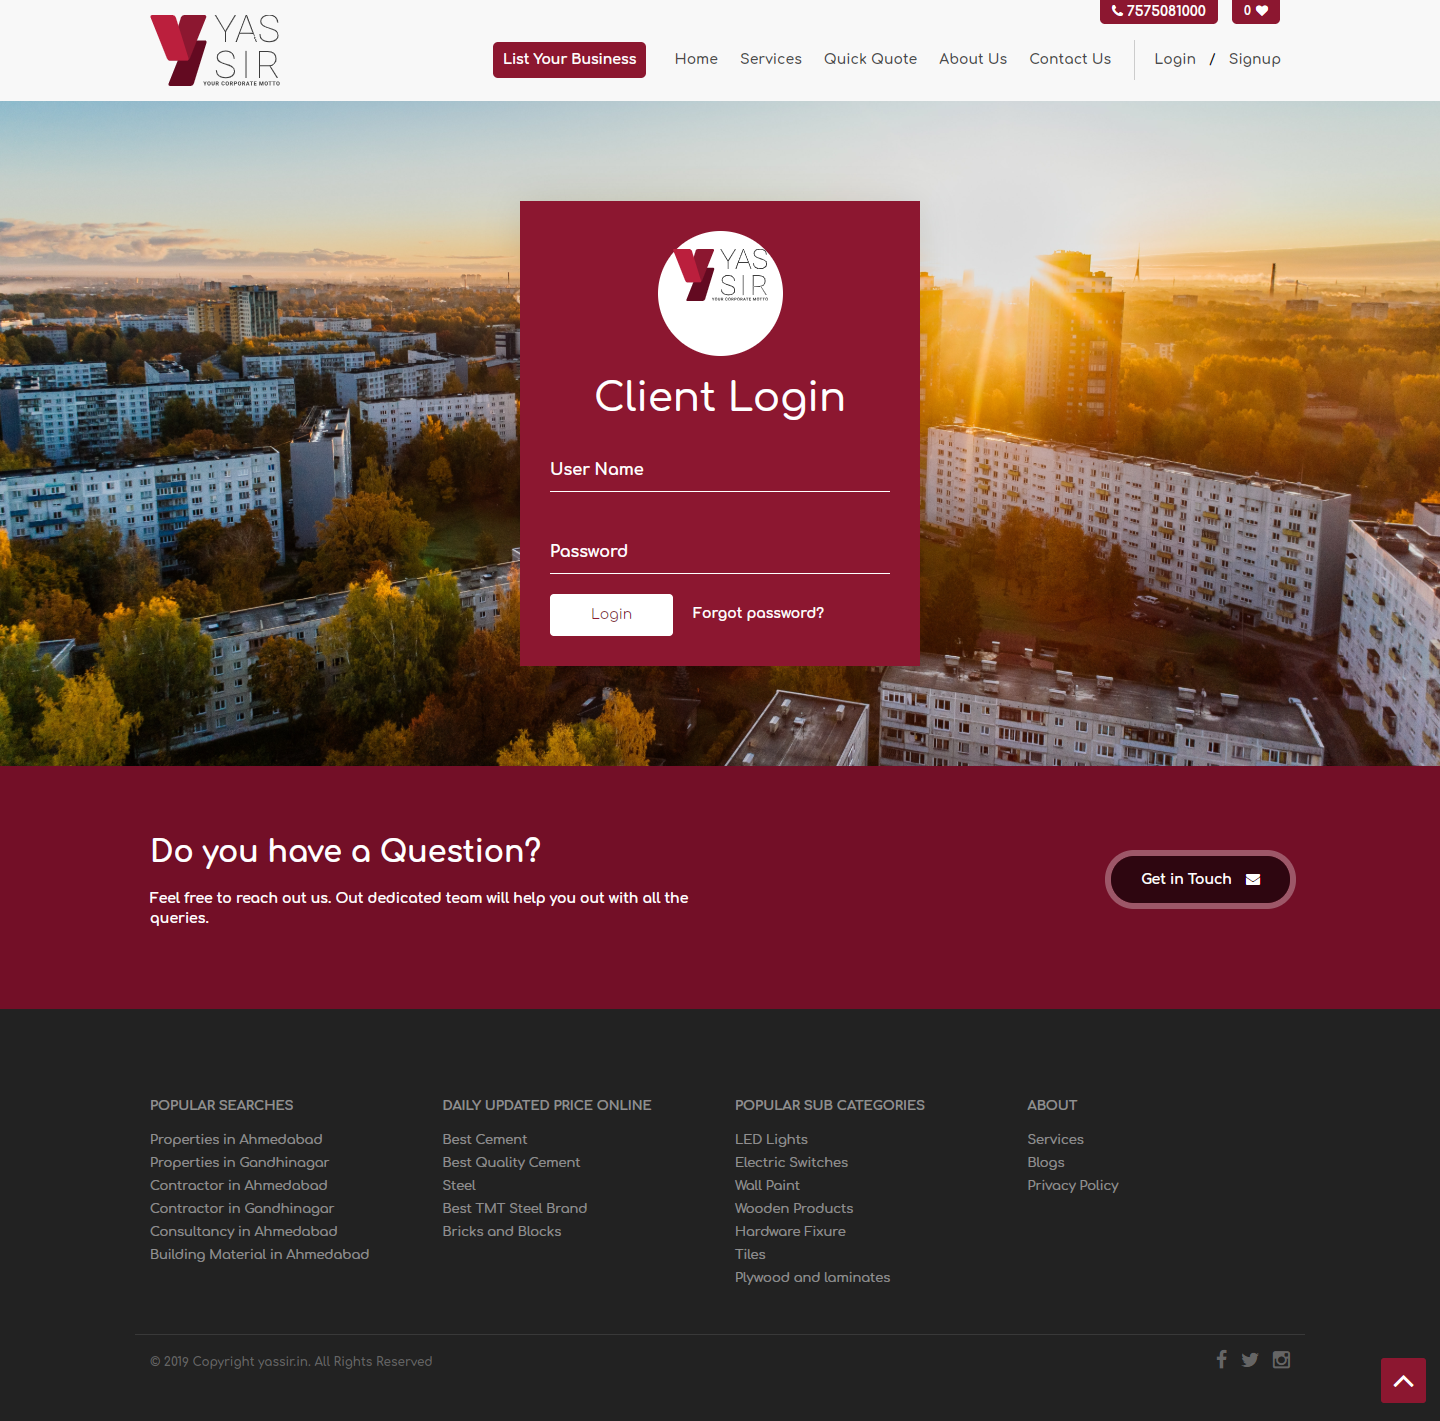 7575081000
0
YAS
SIR
YOUR CORPORATE MOTTO
List Your Business
Home
Services
Quick Quote
About Us
Contact Us
Login / Signup
YAS
SIR
YOUR CORPORATE MOTTO
Client Login
User Name
Password
Login
Forgot password?
Do you have a Question?
Feel free to reach out us. Out dedicated team will help you out with all the
queries.
Get in Touch
POPULAR SEARCHES
Properties in Ahmedabad
Properties in Gandhinagar
Contractor in Ahmedabad
Contractor in Gandhinagar
Consultancy in Ahmedabad
Building Material in Ahmedabad
DAILY UPDATED PRICE ONLINE
Best Cement
Best Quality Cement
Steel
Best TMT Steel Brand
Bricks and Blocks
POPULAR SUB CATEGORIES
LED Lights
Electric Switches
Wall Paint
Wooden Products
Hardware Fixure
Tiles
Plywood and laminates
ABOUT
Services
Blogs
Privacy Policy
© 2019 Copyright yassir.in. All Rights Reserved